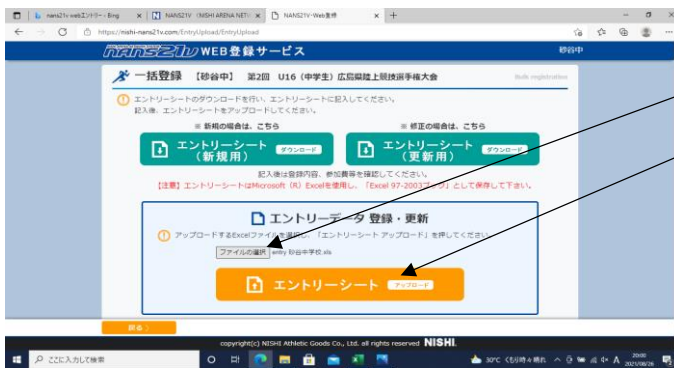 nans21v webエントリー - Bing
NANS21V (NISHI ARENA NET)
NANS21V-Web登録
https://nishi-nans21v.com/EntryUpload/EntryUpload
NANS21V WEB登録サービス
砂谷中
一括登録 【砂谷中】 第2回 U16(中学生)広島県陸上競技選手権大会
Bulk registration
エントリーシートのダウンロードを行い、エントリーシートに記入してください。
記入後、エントリーシートをアップロードしてください。
※ 新規の場合は、こちら
※ 修正の場合は、こちら
エントリーシート
(新規用)
ダウンロード
エントリーシート
(更新用)
ダウンロード
記入後は登録内容、参加費等を確認してください。
【注意】エントリーシートはMicrosoft (R) Excelを使用し、「Excel 97-2003ブック」として保存して下さい。
エントリーデータ 登録・更新
アップロードするExcelファイルを選択し、「エントリーシート アップロード」を押してください
ファイルの選択 entry 砂谷中学校.xls
エントリーシート アップロード
戻る
copyright(c) NISHI Athletic Goods Co., Ltd. all rights reserved NISHI.
ここに入力して検索
30°C
A
20:00
2021/08/26